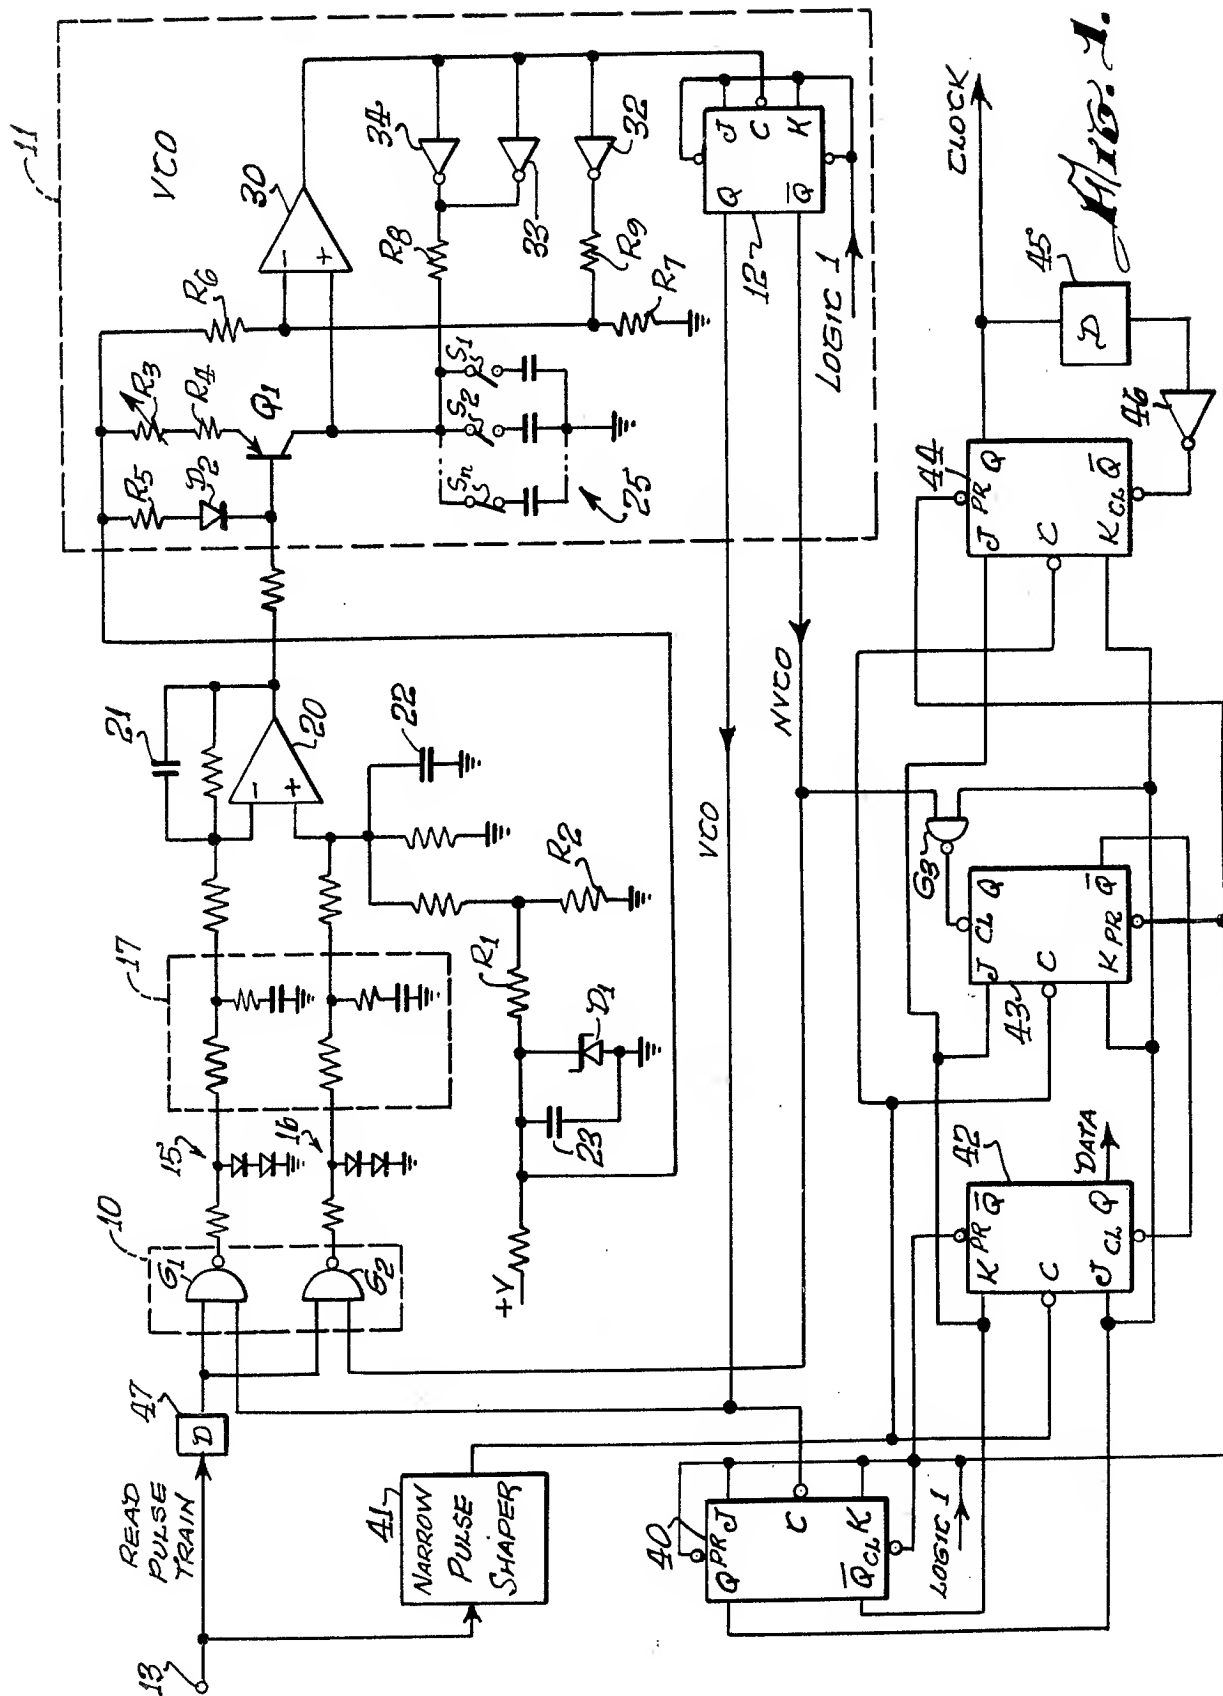 11
VCO
30
34
33
32
R8
R9
R7
R6
R3
R4
R5
D2
Q1
S1
S2
Sn
25
12
Q
J
C
K
Q̅
LOGIC 1
21
20
22
R2
R1
D1
23
+V
17
15
16
10
G1
G2
VCO
NVCO
47
D
READ
PULSE
TRAIN
13
41
NARROW
PULSE
SHAPER
40
Q
PR
J
C
Q̅
CL
K
LOGIC 1
42
K
PR
Q̅
C
J
CL
Q
DATA
G3
43
J
CL
Q
C
K
PR
Q̅
44
J
PR
Q
C
K
CL
Q̅
CLOCK
45
D
46
Fig. 1.